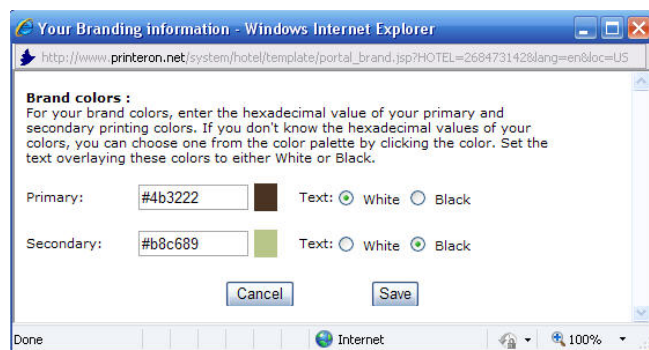 Your Branding information - Windows Internet Explorer
http://www.printeron.net/system/hotel/template/portal_brand.jsp?HOTEL=268473142&lang=en&loc=US
Brand colors :
For your brand colors, enter the hexadecimal value of your primary and
secondary printing colors. If you don't know the hexadecimal values of your
colors, you can choose one from the color palette by clicking the color. Set the
text overlaying these colors to either White or Black.
Primary: #4b3222 Text: White Black
Secondary: #b8c689 Text: White Black
Cancel Save
Done Internet 100%